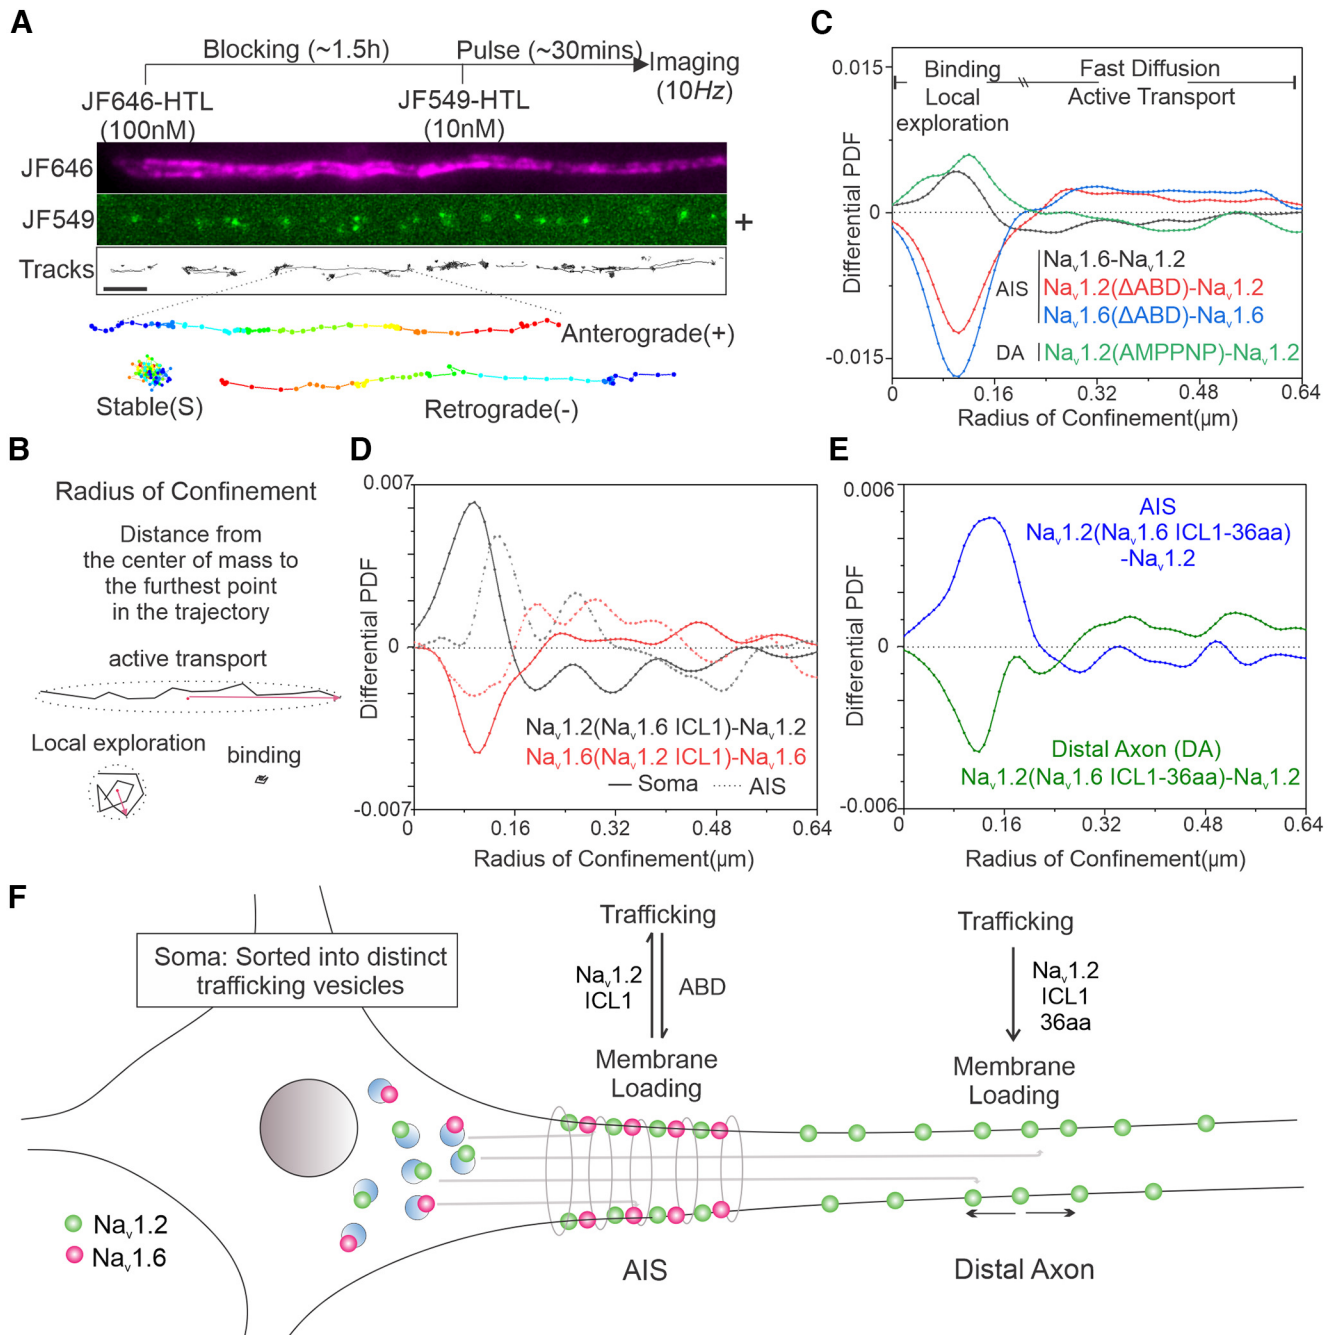 A
Blocking (~1.5h)
Pulse (~30mins)
Imaging
(10Hz)
JF646-HTL
(100nM)
JF549-HTL
(10nM)
JF646
JF549
+
Tracks
Anterograde(+)
Stable(S)
Retrograde(-)
B
Radius of Confinement
Distance from
the center of mass to
the furthest point
in the trajectory
active transport
Local exploration
binding
C
0.015
0
-0.015
Differential PDF
Binding
Local
exploration
Fast Diffusion
Active Transport
AIS
Nav1.6-Nav1.2
Nav1.2(ΔABD)-Nav1.2
Nav1.6(ΔABD)-Nav1.6
DA
Nav1.2(AMPPNP)-Nav1.2
0 0.16 0.32 0.48 0.64
Radius of Confinement(µm)
D
0.007
0
-0.007
Differential PDF
Nav1.2(Nav1.6 ICL1)-Nav1.2
Nav1.6(Nav1.2 ICL1)-Nav1.6
Soma
AIS
0 0.16 0.32 0.48 0.64
Radius of Confinement(µm)
E
0.006
0
-0.006
Differential PDF
AIS
Nav1.2(Nav1.6 ICL1-36aa)
-Nav1.2
Distal Axon (DA)
Nav1.2(Nav1.6 ICL1-36aa)-Nav1.2
0 0.16 0.32 0.48 0.64
Radius of Confinement(µm)
F
Soma: Sorted into distinct
trafficking vesicles
Trafficking
Nav1.2
ICL1
ABD
Membrane
Loading
Trafficking
Nav1.2
ICL1
36aa
Membrane
Loading
Nav1.2
Nav1.6
AIS
Distal Axon